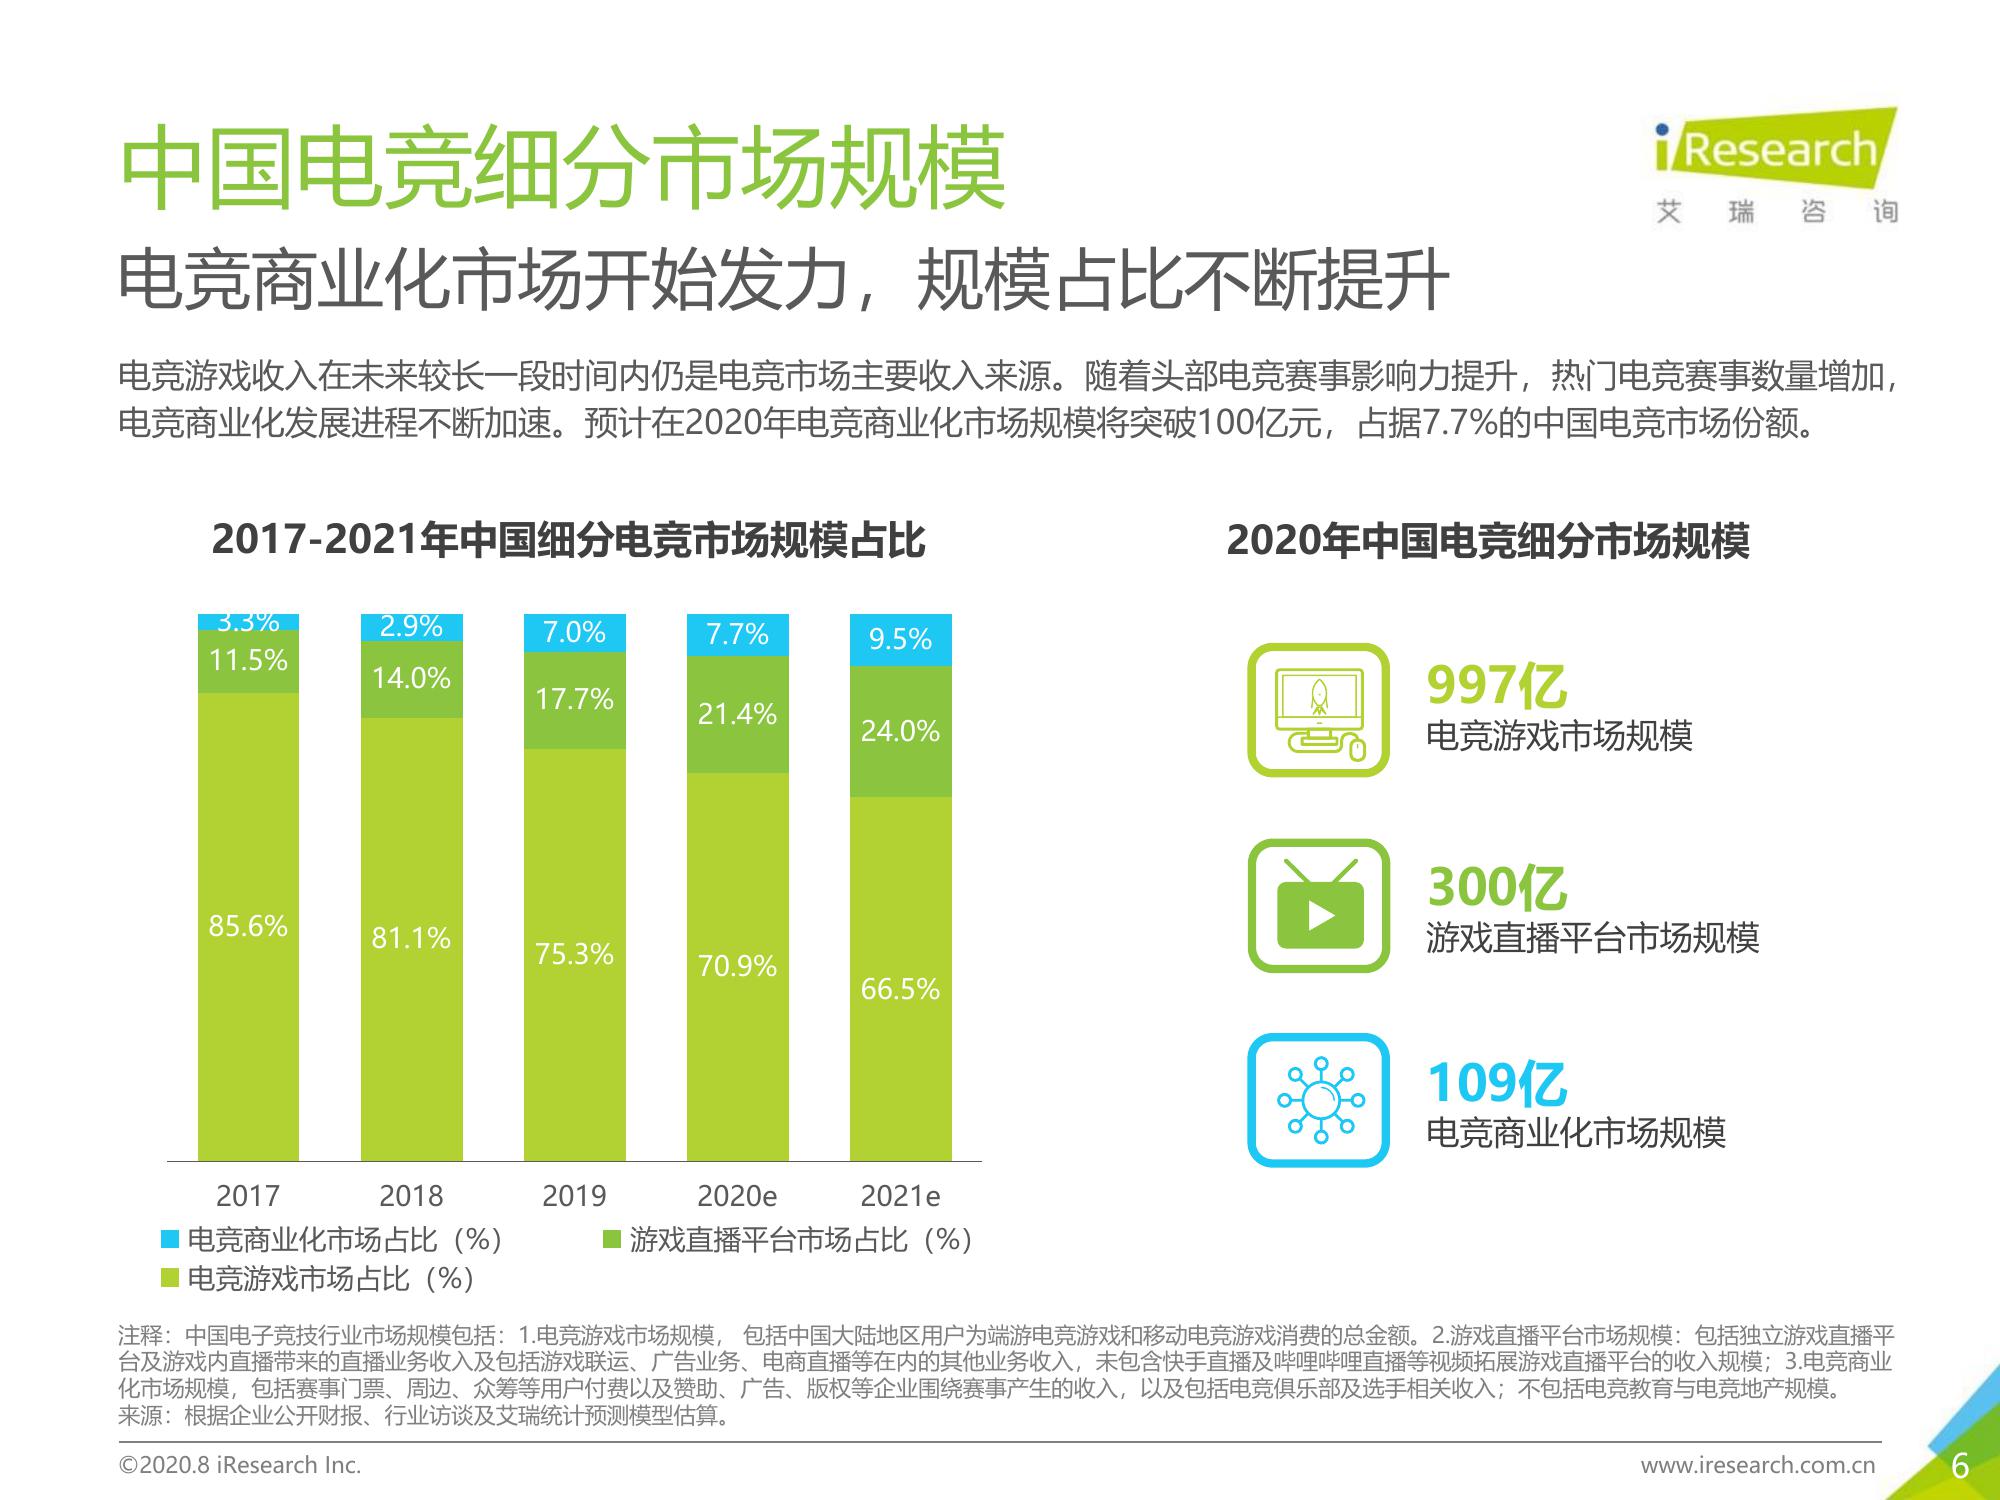 中国电竞细分市场规模
iResearch
艾瑞咨询
电竞商业化市场开始发力，规模占比不断提升
电竞游戏收入在未来较长一段时间内仍是电竞市场主要收入来源。随着头部电竞赛事影响力提升，热门电竞赛事数量增加，
电竞商业化发展进程不断加速。预计在2020年电竞商业化市场规模将突破100亿元，占据7.7%的中国电竞市场份额。
2017-2021年中国细分电竞市场规模占比
3.3% 2.9% 7.0% 7.7% 9.5%
11.5% 14.0% 17.7% 21.4% 24.0%
85.6% 81.1% 75.3% 70.9% 66.5%
2017 2018 2019 2020e 2021e
电竞商业化市场占比（%） 游戏直播平台市场占比（%）
电竞游戏市场占比（%）
2020年中国电竞细分市场规模
997亿
电竞游戏市场规模
300亿
游戏直播平台市场规模
109亿
电竞商业化市场规模
注释：中国电子竞技行业市场规模包括：1.电竞游戏市场规模， 包括中国大陆地区用户为端游电竞游戏和移动电竞游戏消费的总金额。2.游戏直播平台市场规模：包括独立游戏直播平
台及游戏内直播带来的直播业务收入及包括游戏联运、广告业务、电商直播等在内的其他业务收入，未包含快手直播及哔哩哔哩直播等视频拓展游戏直播平台的收入规模；3.电竞商业
化市场规模，包括赛事门票、周边、众筹等用户付费以及赞助、广告、版权等企业围绕赛事产生的收入，以及包括电竞俱乐部及选手相关收入；不包括电竞教育与电竞地产规模。
来源：根据企业公开财报、行业访谈及艾瑞统计预测模型估算。
©2020.8 iResearch Inc.
www.iresearch.com.cn
6